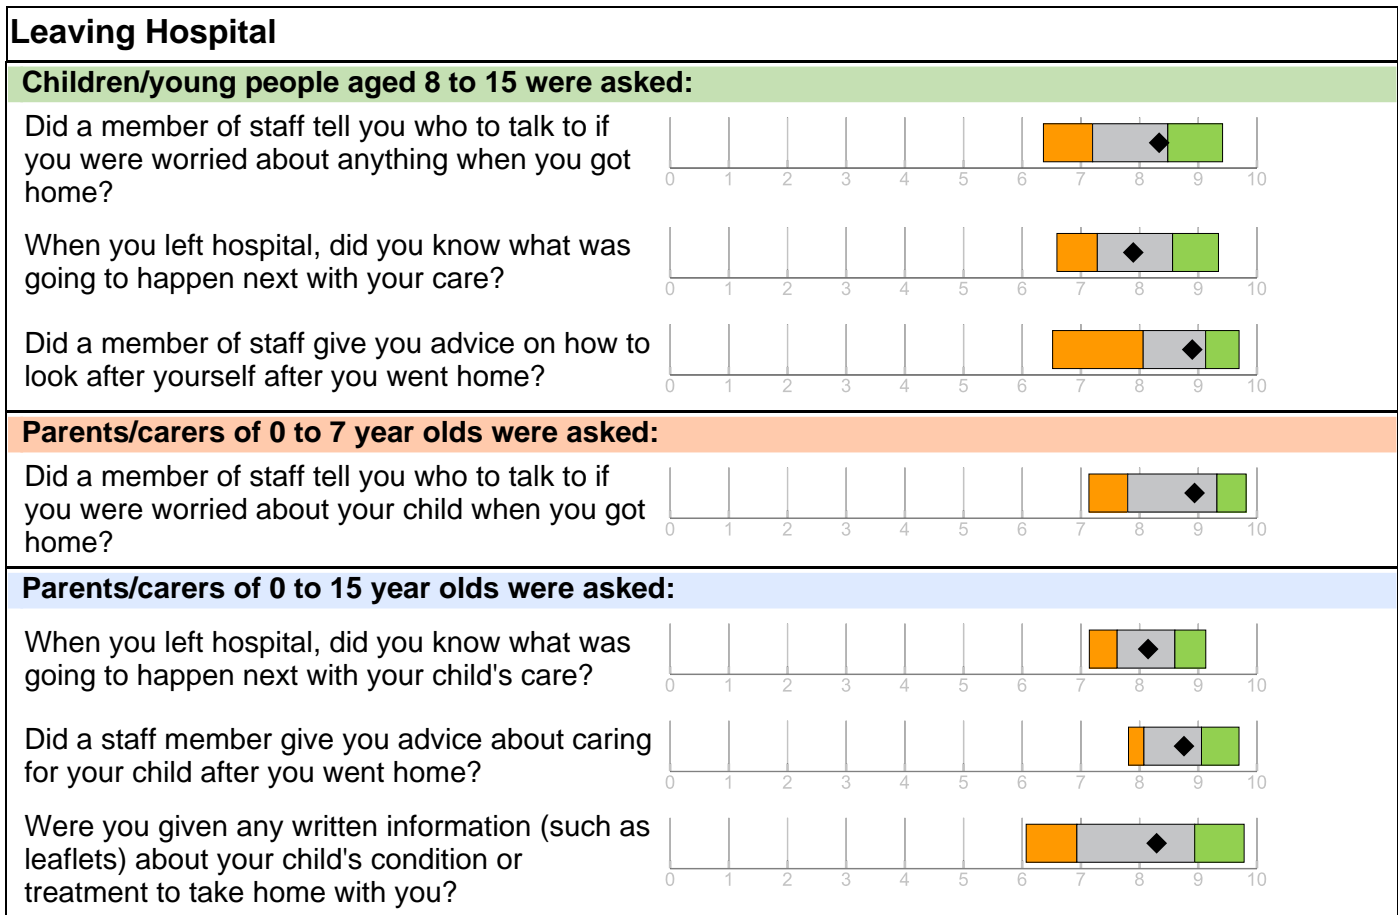 Leaving Hospital
Children/young people aged 8 to 15 were asked:
Did a member of staff tell you who to talk to if
you were worried about anything when you got
home?
0 1 2 3 4 5 6 7 8 9 10
When you left hospital, did you know what was
going to happen next with your care?
0 1 2 3 4 5 6 7 8 9 10
Did a member of staff give you advice on how to
look after yourself after you went home?
0 1 2 3 4 5 6 7 8 9 10
Parents/carers of 0 to 7 year olds were asked:
Did a member of staff tell you who to talk to if
you were worried about your child when you got
home?
0 1 2 3 4 5 6 7 8 9 10
Parents/carers of 0 to 15 year olds were asked:
When you left hospital, did you know what was
going to happen next with your child's care?
0 1 2 3 4 5 6 7 8 9 10
Did a staff member give you advice about caring
for your child after you went home?
0 1 2 3 4 5 6 7 8 9 10
Were you given any written information (such as
leaflets) about your child's condition or
treatment to take home with you?
0 1 2 3 4 5 6 7 8 9 10